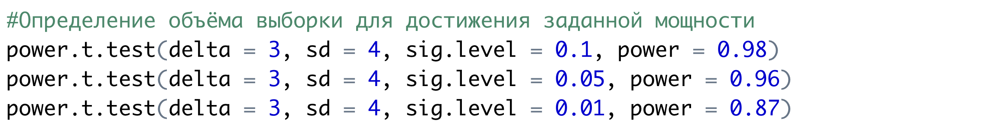 #Определение объёма выборки для достижения заданной мощности
power.t.test(delta = 3, sd = 4, sig.level = 0.1, power = 0.98)
power.t.test(delta = 3, sd = 4, sig.level = 0.05, power = 0.96)
power.t.test(delta = 3, sd = 4, sig.level = 0.01, power = 0.87)